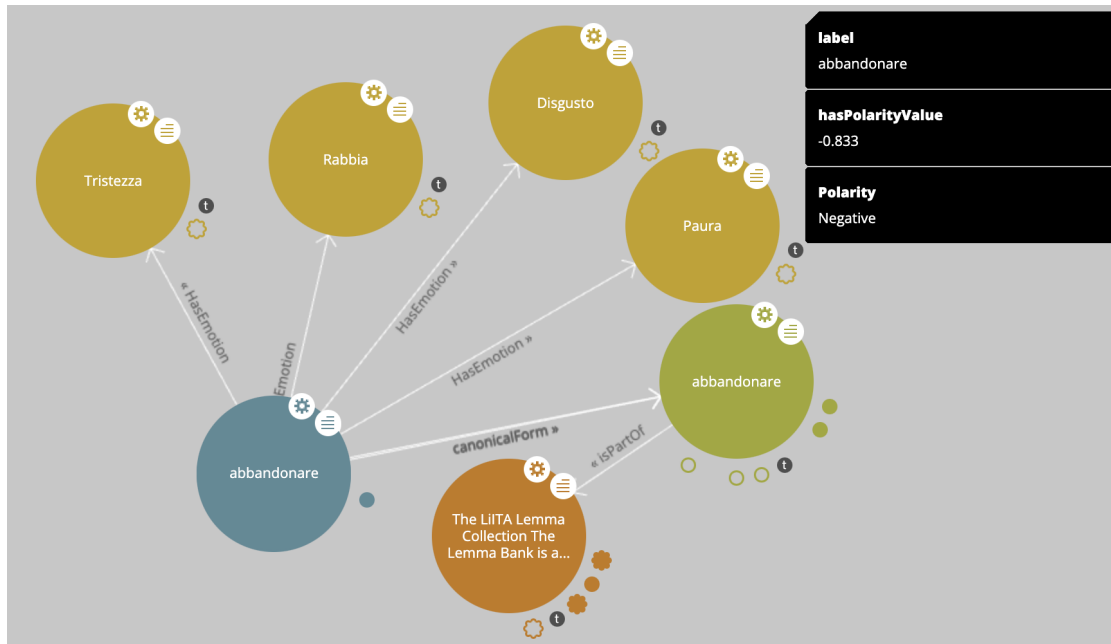 label
abbandonare
hasPolarityValue
-0.833
Polarity
Negative
Disgusto
t
Rabbia
t
Tristezza
t
Paura
t
« HasEmotion
Emotion
HasEmotion »
HasEmotion »
abbandonare
t
canonicalForm »
« isPartOf
abbandonare
The LiITA Lemma
Collection The
Lemma Bank is a...
t